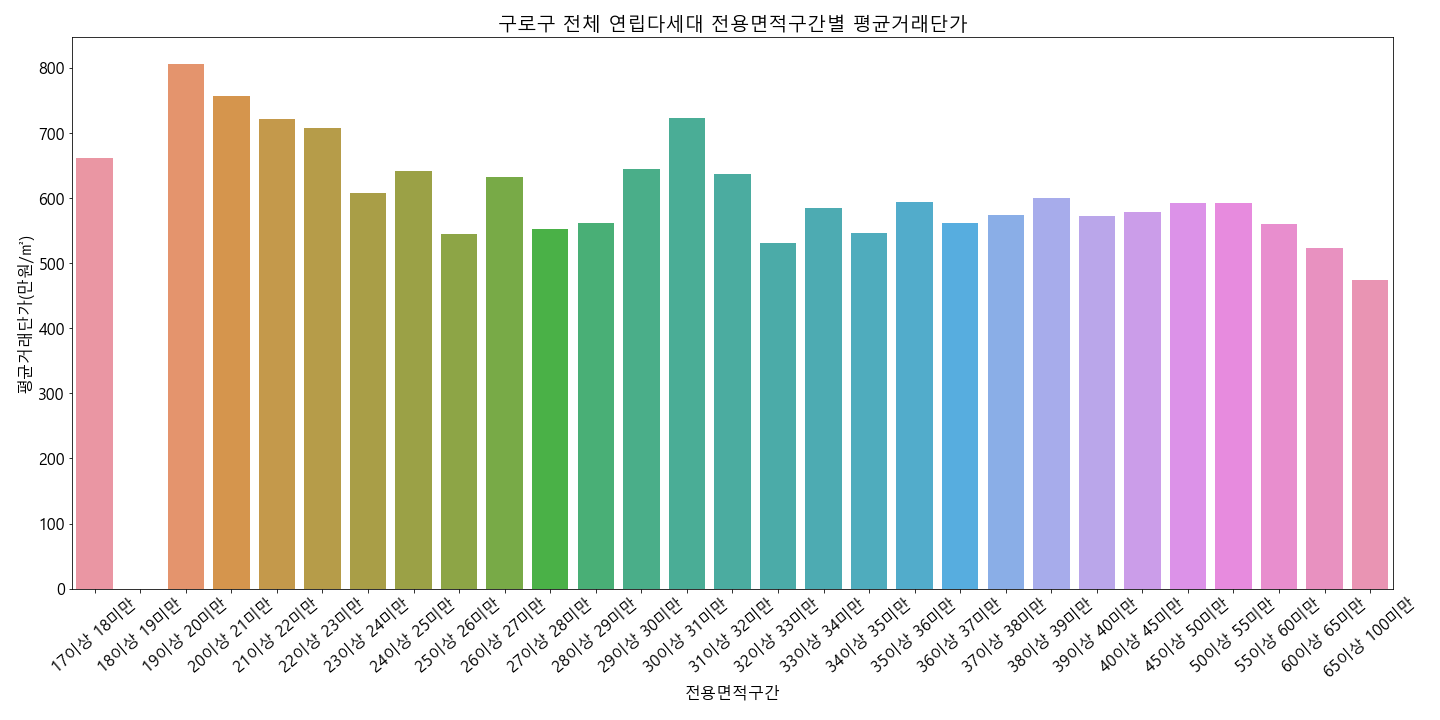 구로구 전체 연립다세대 전용면적구간별 평균거래단가
평균거래단가(만원/㎡)
800
700
600
500
400
300
200
100
0
17이상 18미만
18이상 19미만
19이상 20미만
20이상 21미만
21이상 22미만
22이상 23미만
23이상 24미만
24이상 25미만
25이상 26미만
26이상 27미만
27이상 28미만
28이상 29미만
29이상 30미만
30이상 31미만
31이상 32미만
32이상 33미만
33이상 34미만
34이상 35미만
35이상 36미만
36이상 37미만
37이상 38미만
38이상 39미만
39이상 40미만
40이상 45미만
45이상 50미만
50이상 55미만
55이상 60미만
60이상 65미만
65이상 100미만
전용면적구간